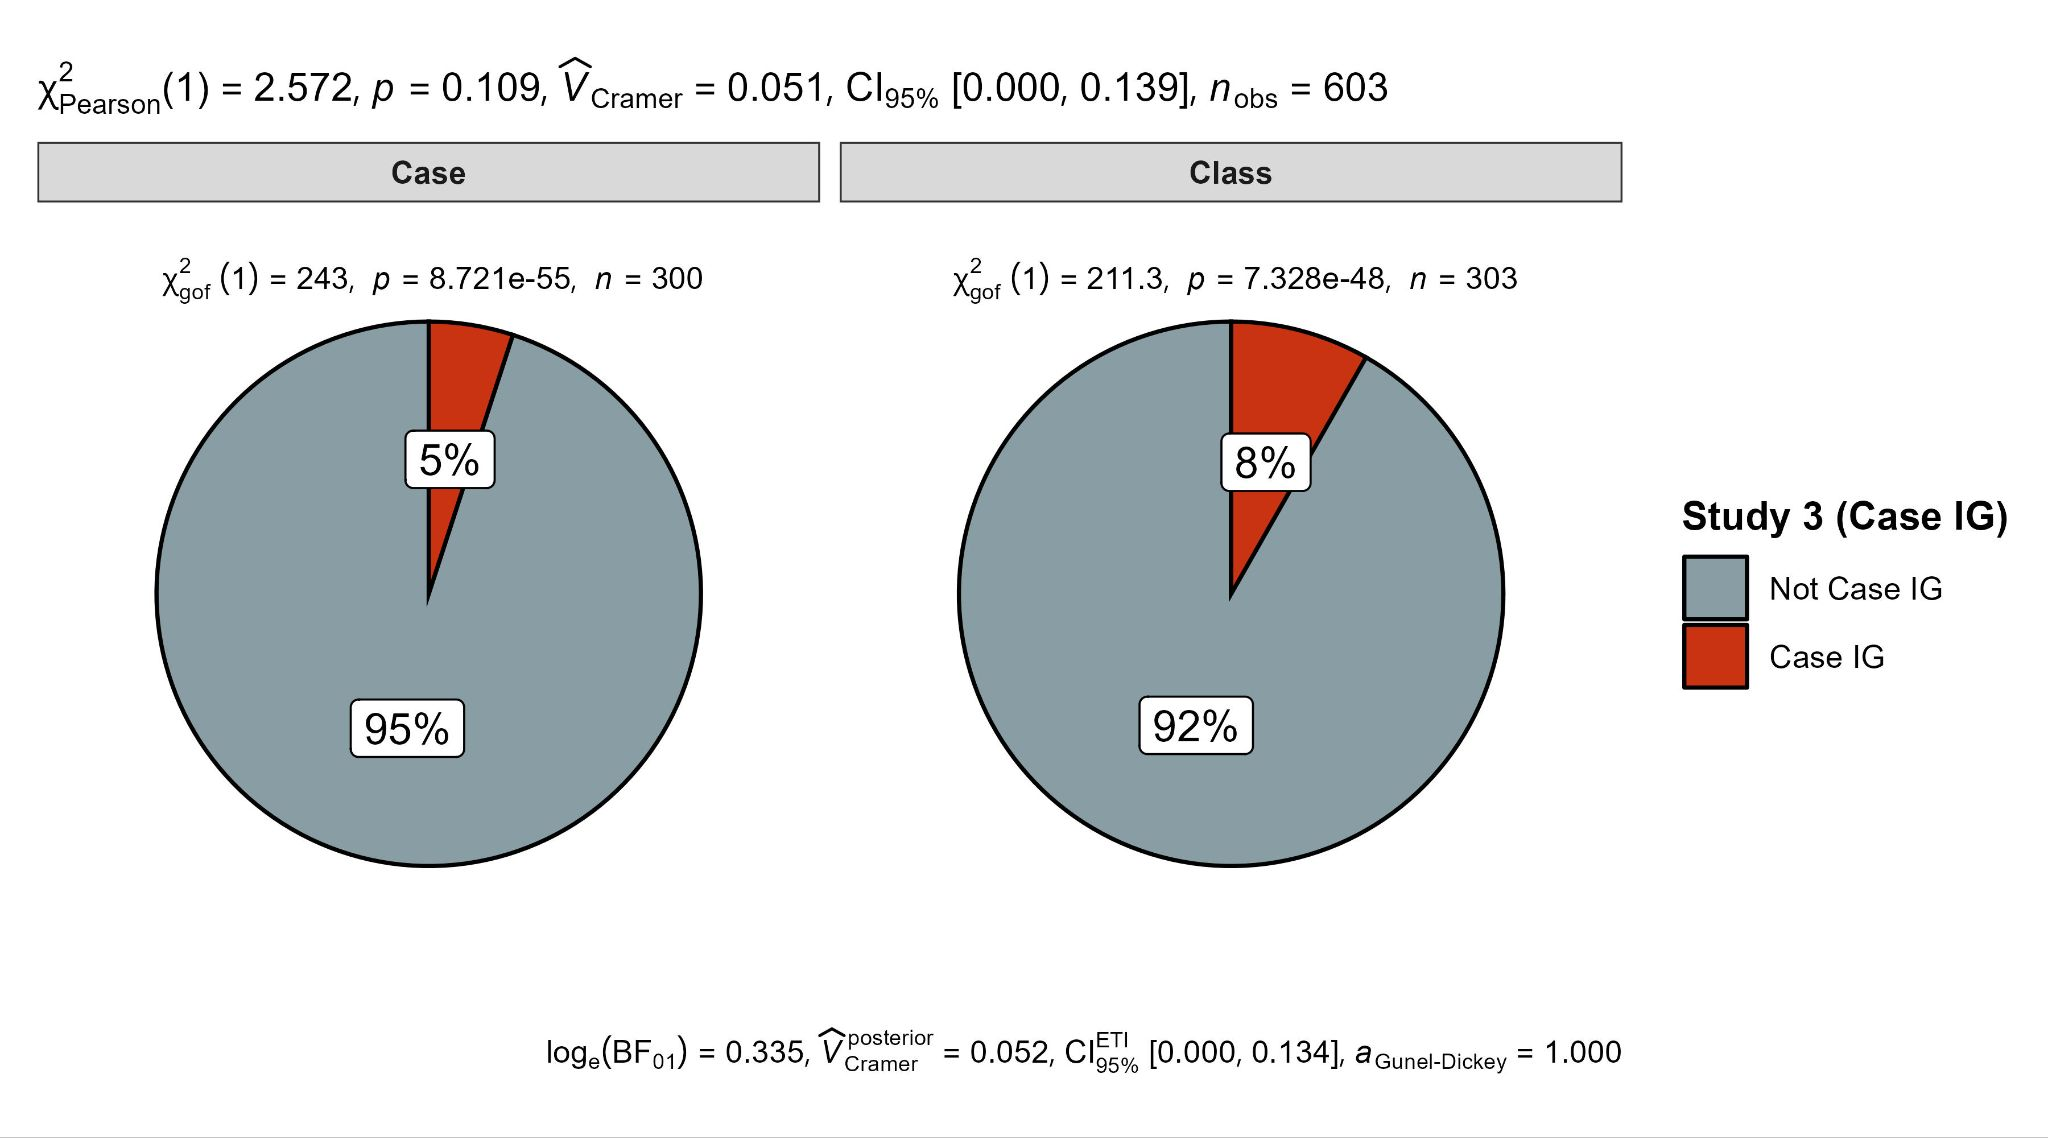 χ²Pearson(1) = 2.572, p = 0.109, V̂Cramer = 0.051, CI95% [0.000, 0.139], nobs = 603
Case
Class
χ²gof (1) = 243, p = 8.721e-55, n = 300
χ²gof (1) = 211.3, p = 7.328e-48, n = 303
5%
8%
95%
92%
Study 3 (Case IG)
Not Case IG
Case IG
loge(BF01) = 0.335, V̂posteriorCramer = 0.052, CIETI95% [0.000, 0.134], aGunel-Dickey = 1.000